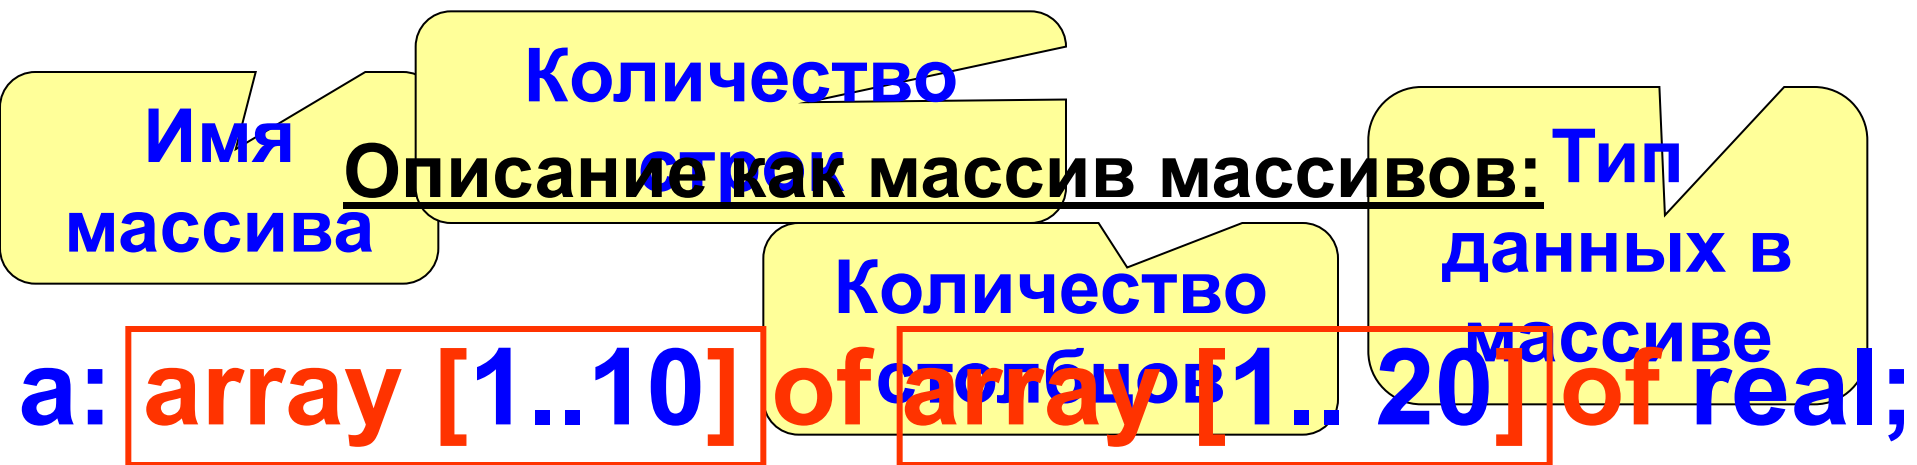 Количество
строк
Имя
массива
Описание как массив массивов:
Тип
данных в
массиве
Количество
столбцов
a: array [1..10] of array [1.. 20] of real;